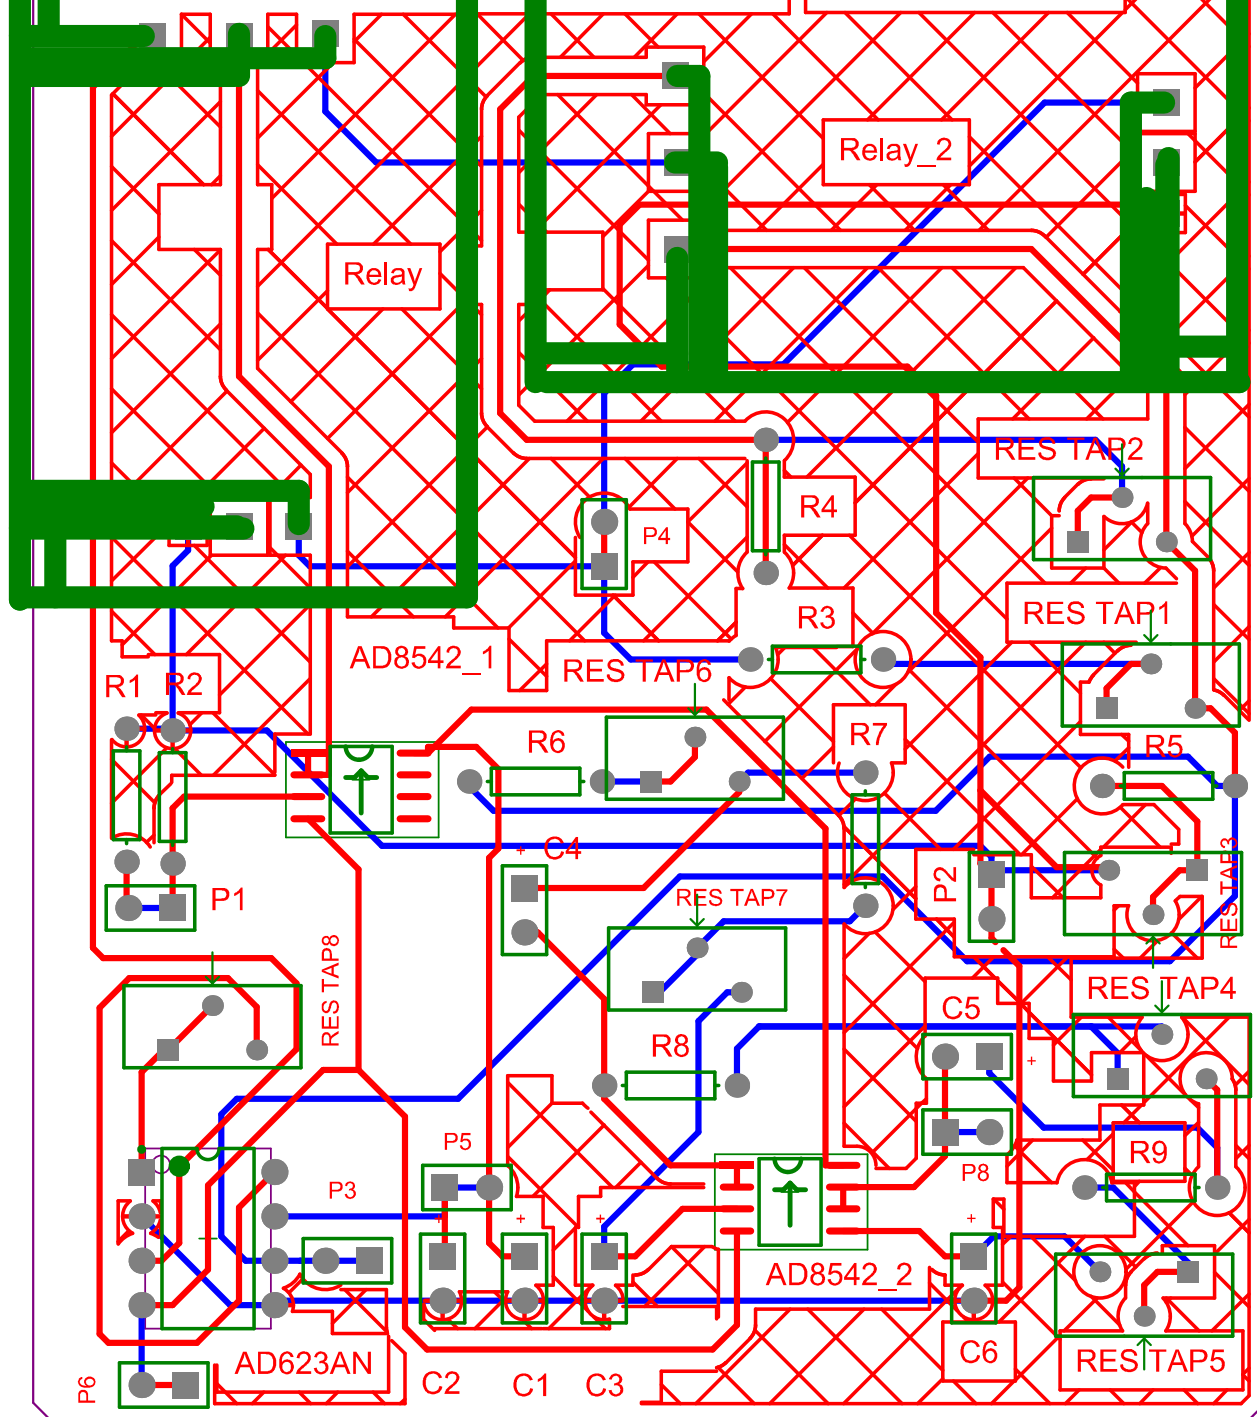 Relay_2
Relay
RES TAP2
R4
P4
RES TAP1
R3
AD8542_1
RES TAP6
R1
R2
R6
R7
R5
C4
+
RES TAP3
P2
P1
RES TAP7
RES TAP8
RES TAP4
C5
R8
+
P5
P8
R9
P3
+
+
+
+
AD8542_2
AD623AN
C6
RES TAP5
P6
C2
C1
C3